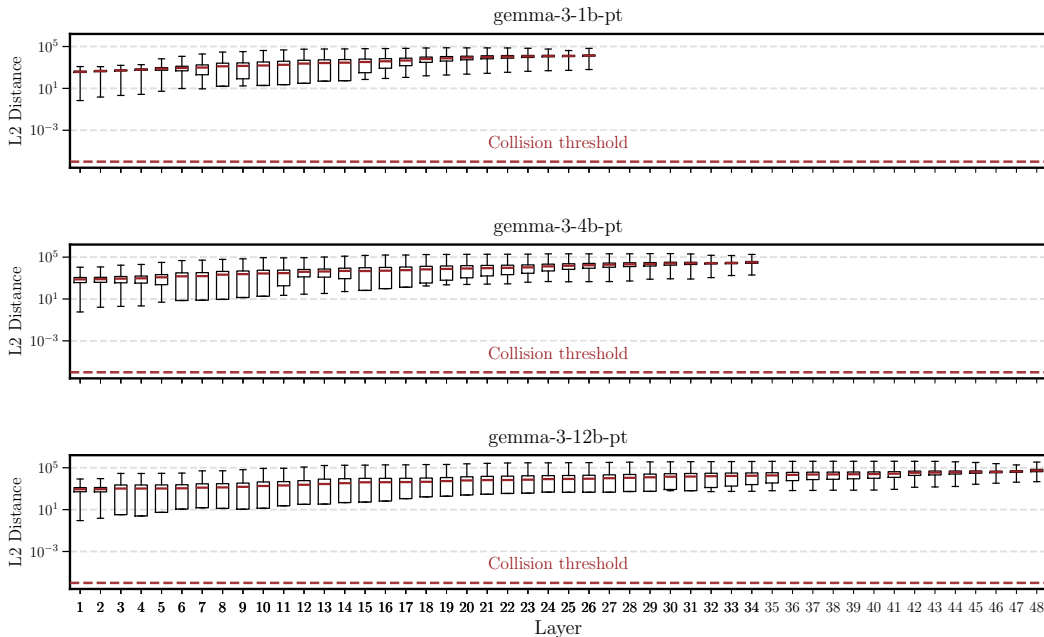 gemma-3-1b-pt
L2 Distance
10^5
10^1
10^-3
Collision threshold
gemma-3-4b-pt
L2 Distance
10^5
10^1
10^-3
Collision threshold
gemma-3-12b-pt
L2 Distance
10^5
10^1
10^-3
Collision threshold
1 2 3 4 5 6 7 8 9 10 11 12 13 14 15 16 17 18 19 20 21 22 23 24 25 26 27 28 29 30 31 32 33 34 35 36 37 38 39 40 41 42 43 44 45 46 47 48
Layer